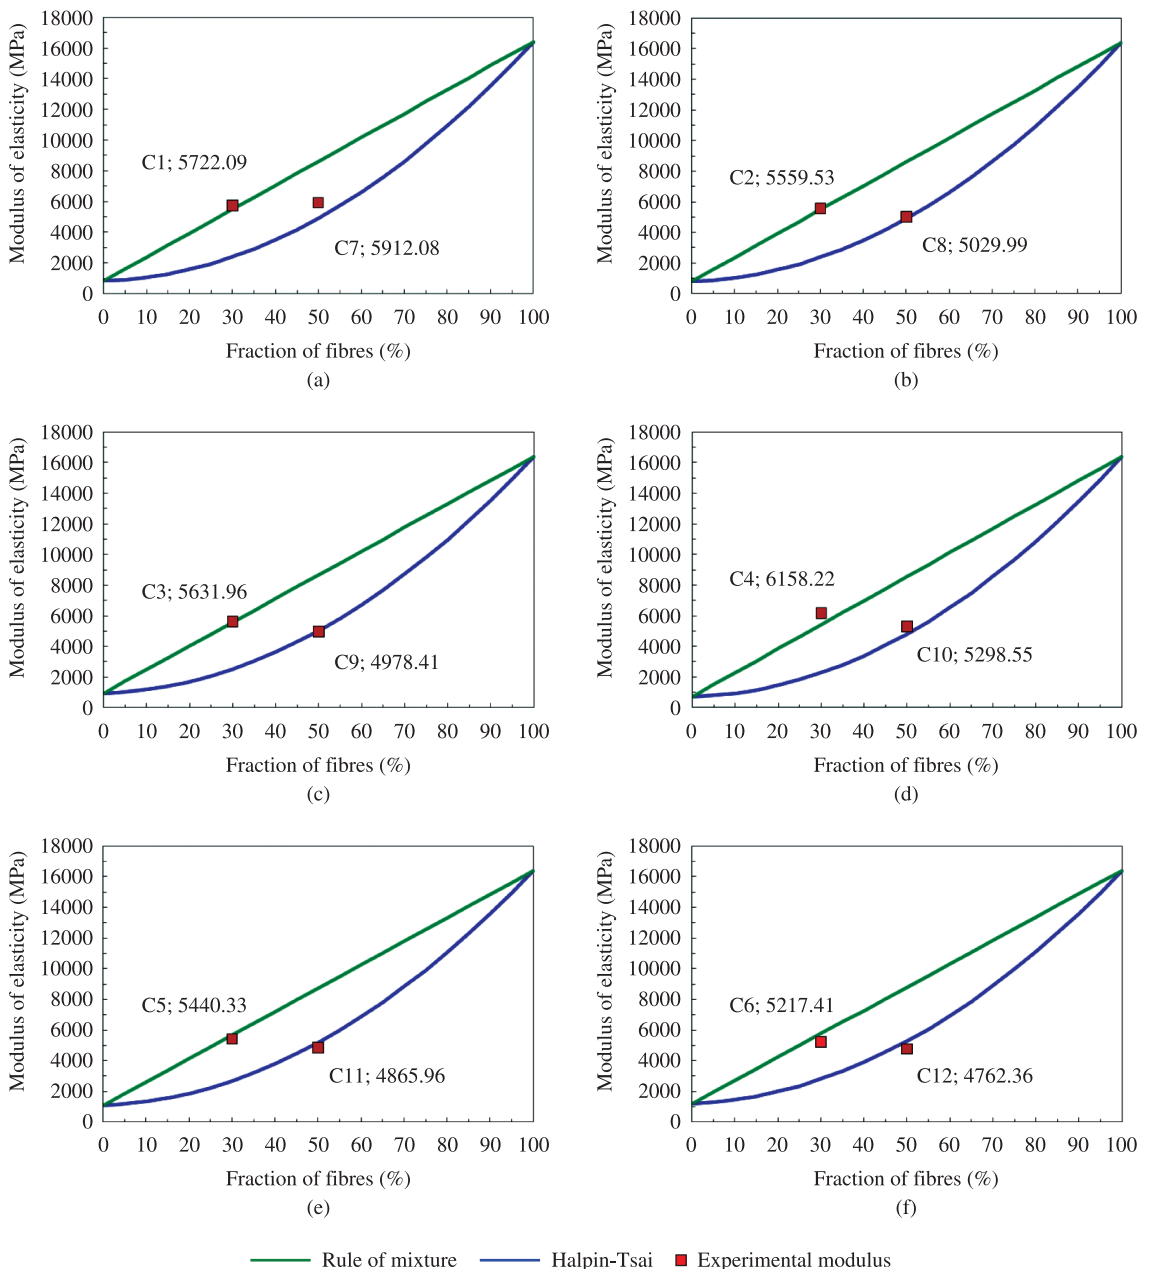 Modulus of elasticity (MPa)
18000
16000
14000
12000
10000
8000
6000
4000
2000
0
C1; 5722.09
C7; 5912.08
0 10 20 30 40 50 60 70 80 90 100
Fraction of fibres (%)
(a)
Modulus of elasticity (MPa)
18000
16000
14000
12000
10000
8000
6000
4000
2000
0
C2; 5559.53
C8; 5029.99
0 10 20 30 40 50 60 70 80 90 100
Fraction of fibres (%)
(b)
Modulus of elasticity (MPa)
18000
16000
14000
12000
10000
8000
6000
4000
2000
0
C3; 5631.96
C9; 4978.41
0 10 20 30 40 50 60 70 80 90 100
Fraction of fibres (%)
(c)
Modulus of elasticity (MPa)
18000
16000
14000
12000
10000
8000
6000
4000
2000
0
C4; 6158.22
C10; 5298.55
0 10 20 30 40 50 60 70 80 90 100
Fraction of fibres (%)
(d)
Modulus of elasticity (MPa)
18000
16000
14000
12000
10000
8000
6000
4000
2000
0
C5; 5440.33
C11; 4865.96
0 10 20 30 40 50 60 70 80 90 100
Fraction of fibres (%)
(e)
Modulus of elasticity (MPa)
18000
16000
14000
12000
10000
8000
6000
4000
2000
0
C6; 5217.41
C12; 4762.36
0 10 20 30 40 50 60 70 80 90 100
Fraction of fibres (%)
(f)
Rule of mixture Halpin-Tsai Experimental modulus